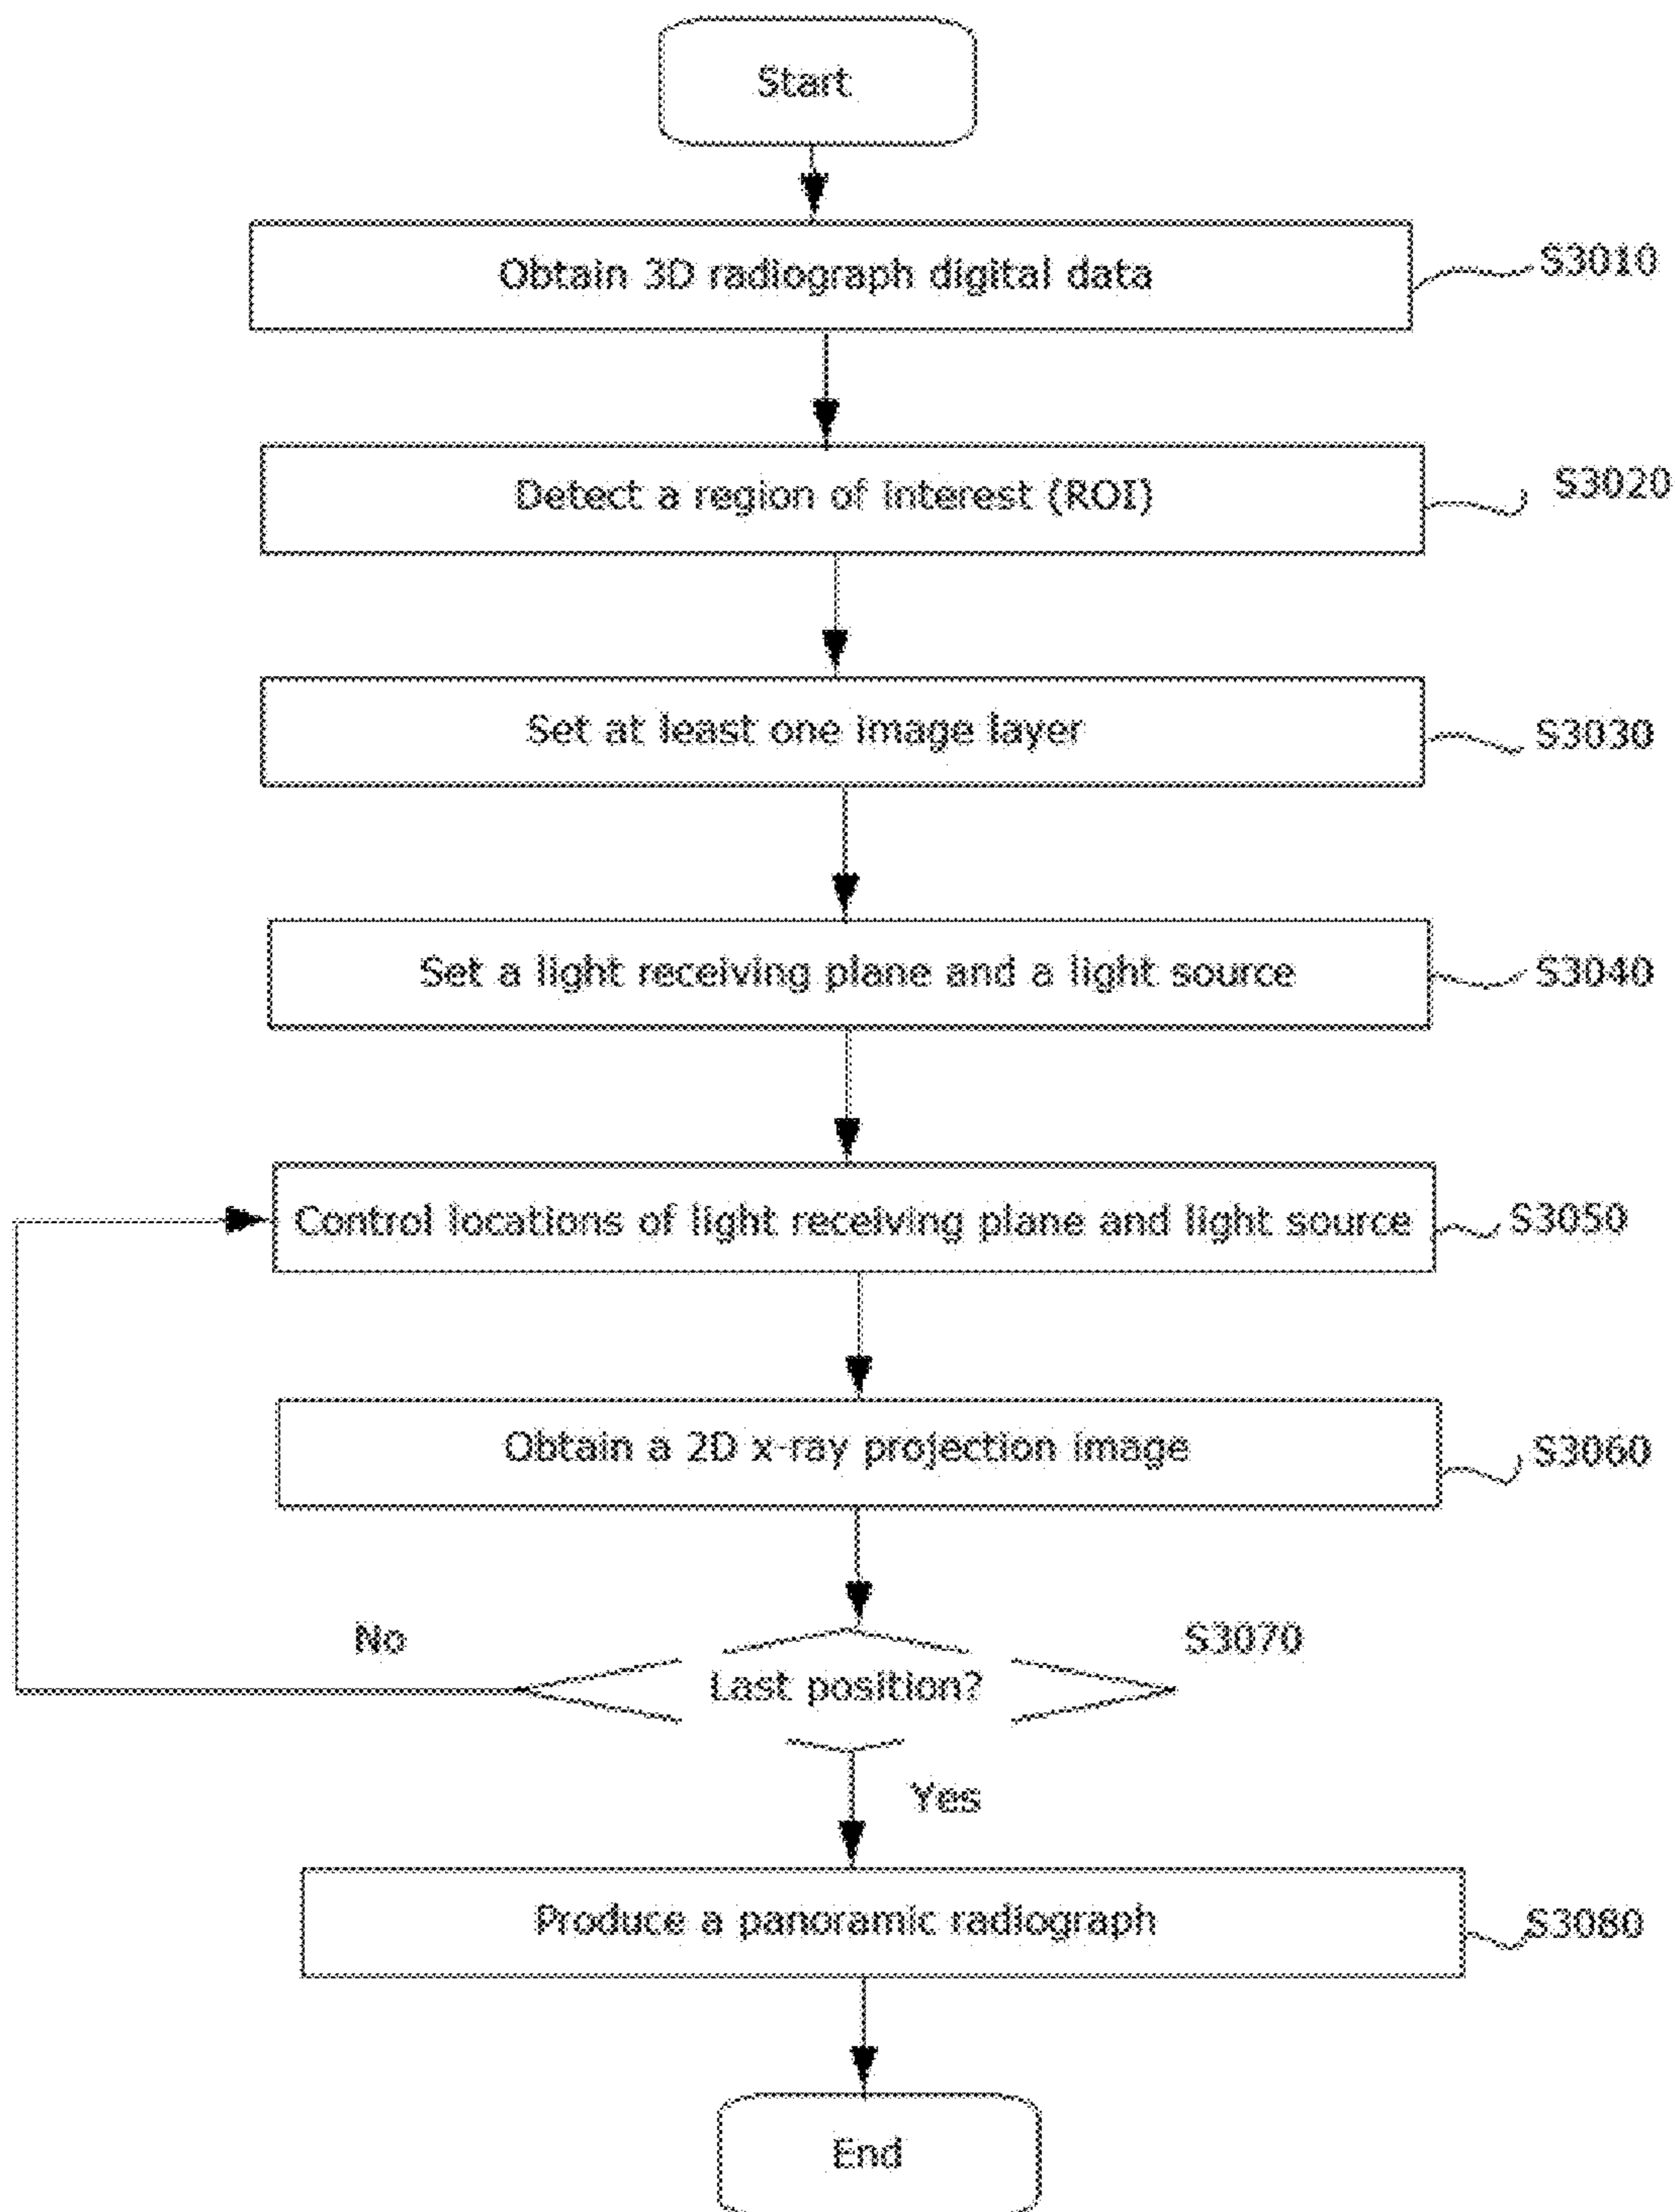 Start
Obtain 3D radiograph digital data
S3010
Detect a region of interest (ROI)
S3020
Set at least one image layer
S3030
Set a light receiving plane and a light source
S3040
Control locations of light receiving plane and light source
S3050
Obtain a 2D x-ray projection image
S3060
No
S3070
Last position?
Yes
Produce a panoramic radiograph
S3080
End